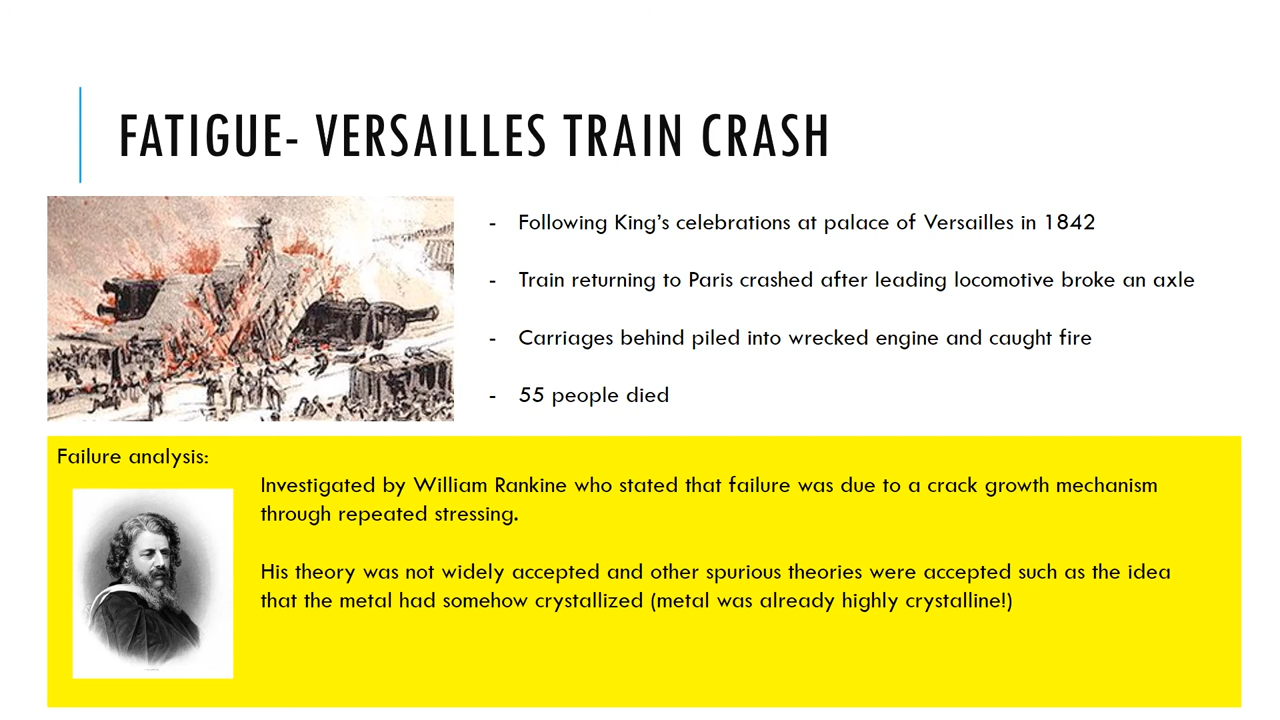 FATIGUE- VERSAILLES TRAIN CRASH
- Following King's celebrations at palace of Versailles in 1842
- Train returning to Paris crashed after leading locomotive broke an axle
- Carriages behind piled into wrecked engine and caught fire
- 55 people died
Failure analysis:
Investigated by William Rankine who stated that failure was due to a crack growth mechanism
through repeated stressing.
His theory was not widely accepted and other spurious theories were accepted such as the idea
that the metal had somehow crystallized (metal was already highly crystalline!)